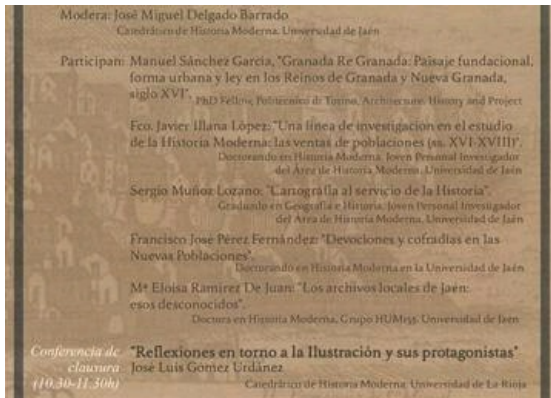 Modera: José Miguel Delgado Barrado
Catedrático de Historia Moderna. Universidad de Jaén
Participan: Manuel Sánchez García, "Granada Re Granada: Paisaje fundacional,
forma urbana y ley en los Reinos de Granada y Nueva Granada,
siglo XVI". PhD Fellow, Politecnico di Torino, Architecture. History and Project
Fco. Javier Illana López: "Una línea de investigación en el estudio
de la Historia Moderna: las ventas de poblaciones (ss. XVI-XVIII)".
Doctorando en Historia Moderna. Joven Personal Investigador
del Área de Historia Moderna, Universidad de Jaén
Sergio Muñoz Lozano: "Cartografía al servicio de la Historia".
Graduado en Geografía e Historia. Joven Personal Investigador
del Area de Historia Moderna, Universidad de Jaén
Francisco José Pérez Fernández: "Devociones y cofradías en las
Nuevas Poblaciones".
Doctorando en Historia Moderna en la Universidad de Jaén
Mª Eloisa Ramírez De Juan: "Los archivos locales de Jaén:
esos desconocidos".
Doctora en Historia Moderna, Grupo HUM155. Universidad de Jaen
Conferencia de
clausura
(10.30-11.30h)
"Reflexiones en torno a la Ilustración y sus protagonistas"
José Luis Gómez Urdáñez
Catedrático de Historia Moderna. Universidad de La Rioja